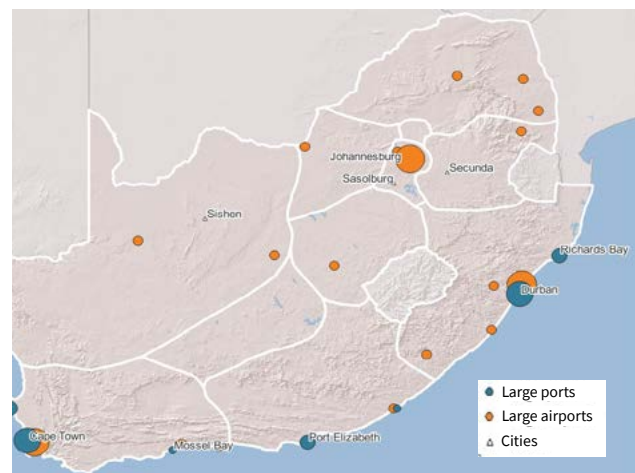 Johannesburg
Secunda
Sasolburg
Sishen
Richards Bay
Durban
Large ports
Large airports
Cities
Cape Town
Mossel Bay
Port Elizabeth